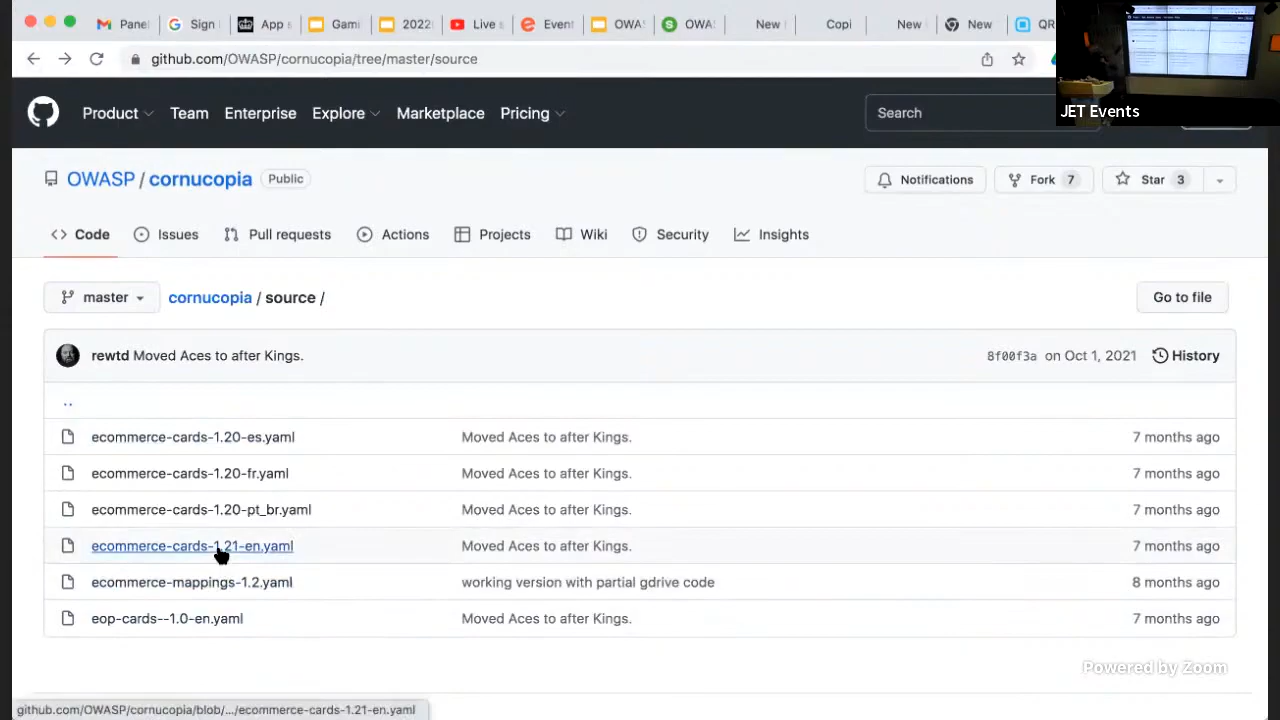 Pane
Sign
App
Gam
2022
Li
ent
OWA
OWA
New
Copi
QR
github.com/OWASP/cornucopia/tree/master/source
JET Events
Product
Team
Enterprise
Explore
Marketplace
Pricing
Search
OWASP / cornucopia
Public
Notifications
Fork 7
Star 3
Code
Issues
Pull requests
Actions
Projects
Wiki
Security
Insights
master
cornucopia / source /
Go to file
rewtd Moved Aces to after Kings.
8f00f3a on Oct 1, 2021
History
..
ecommerce-cards-1.20-es.yaml Moved Aces to after Kings. 7 months ago
ecommerce-cards-1.20-fr.yaml Moved Aces to after Kings. 7 months ago
ecommerce-cards-1.20-pt_br.yaml Moved Aces to after Kings. 7 months ago
ecommerce-cards-1.21-en.yaml Moved Aces to after Kings. 7 months ago
ecommerce-mappings-1.2.yaml working version with partial gdrive code 8 months ago
eop-cards--1.0-en.yaml Moved Aces to after Kings. 7 months ago
Powered by Zoom
github.com/OWASP/cornucopia/blob/.../ecommerce-cards-1.21-en.yaml